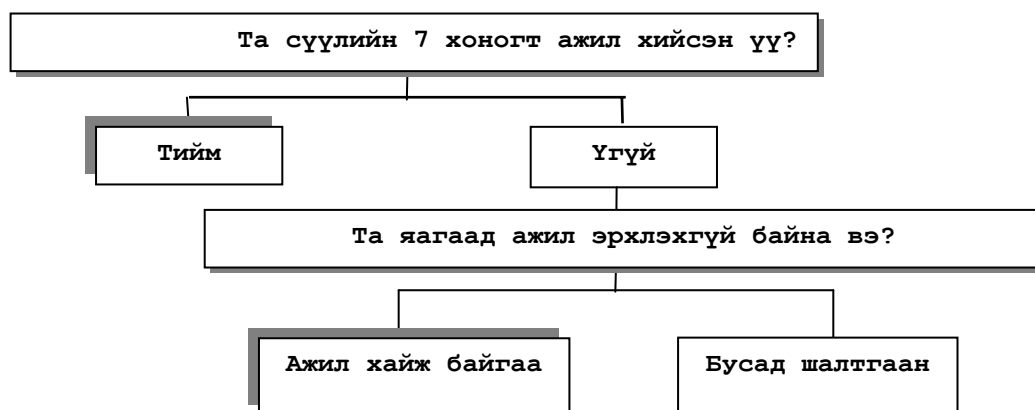 Та сүүлийн 7 хоногт ажил хийсэн үү?
Тийм
Үгүй
Та яагаад ажил эрхлэхгүй байна вэ?
Ажил хайж байгаа
Бусад шалтгаан